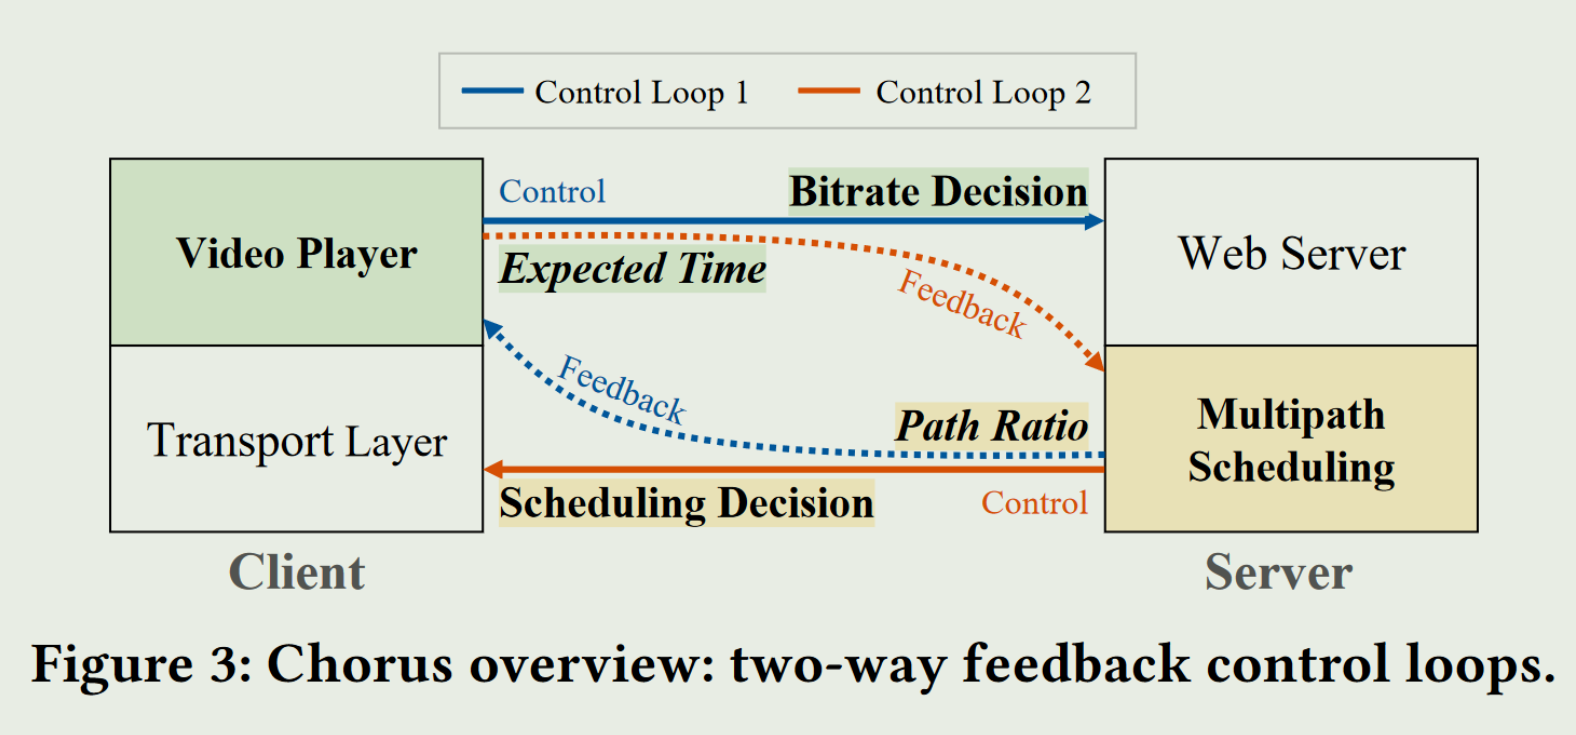 Control Loop 1
Control Loop 2
Control
Bitrate Decision
Video Player
Expected Time
Feedback
Web Server
Feedback
Path Ratio
Transport Layer
Multipath
Scheduling
Scheduling Decision
Control
Client
Server
Figure 3: Chorus overview: two-way feedback control loops.